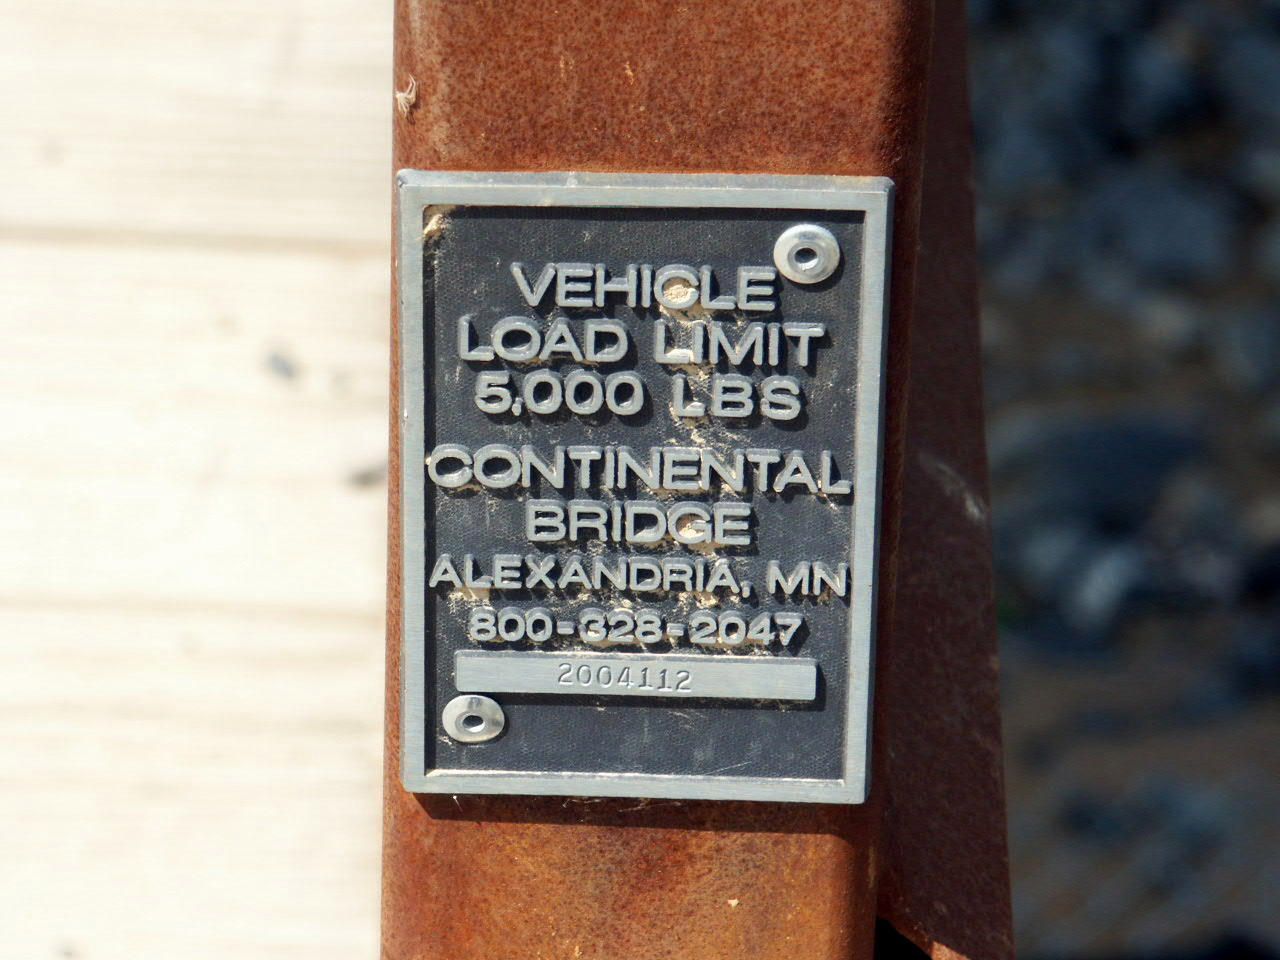 VEHICLE
LOAD LIMIT
5,000 LBS
CONTINENTAL
BRIDGE
ALEXANDRIA, MN
800-328-2047
2004112